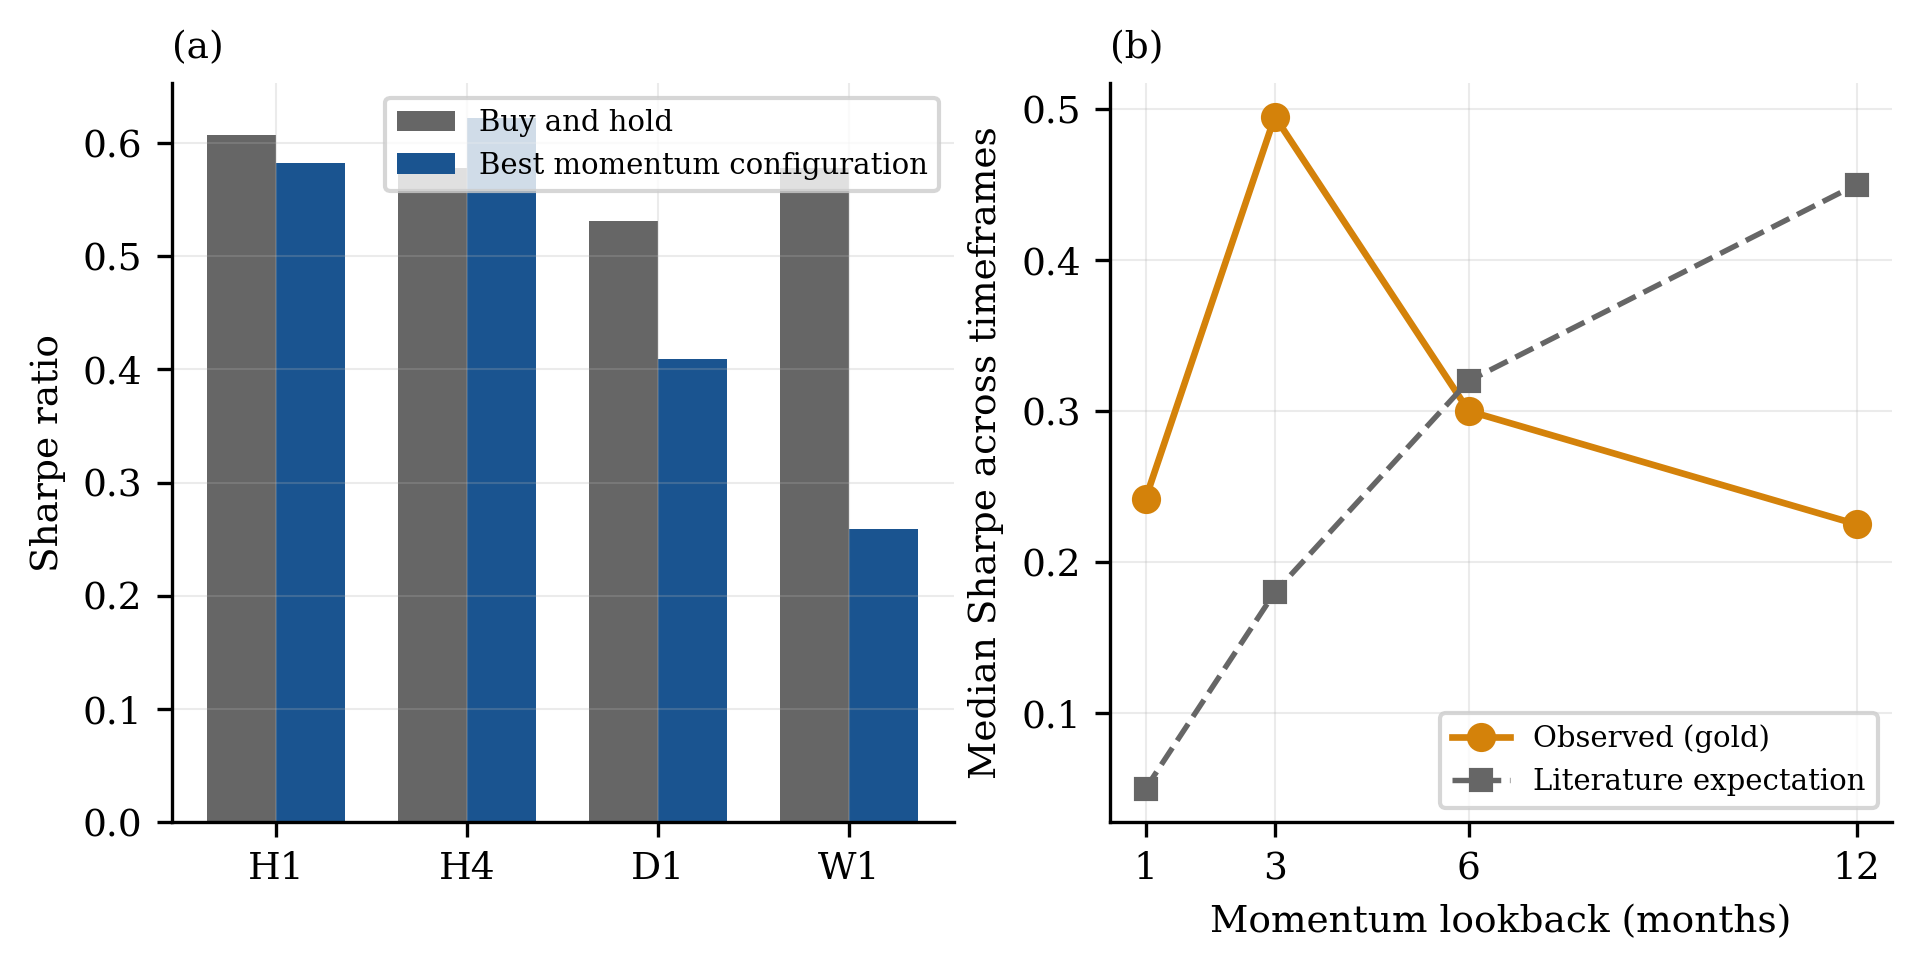 (a)
Sharpe ratio
0.6
0.5
0.4
0.3
0.2
0.1
0.0
Buy and hold
Best momentum configuration
H1
H4
D1
W1
(b)
Median Sharpe across timeframes
0.5
0.4
0.3
0.2
0.1
Observed (gold)
Literature expectation
1
3
6
12
Momentum lookback (months)